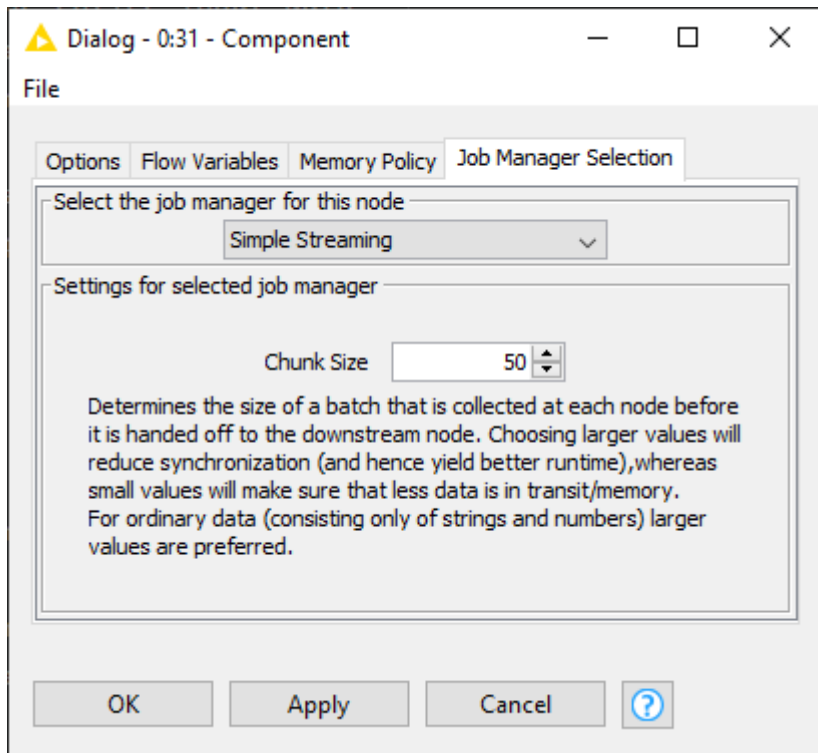 Dialog - 0:31 - Component
File
Options Flow Variables Memory Policy Job Manager Selection
Select the job manager for this node
Simple Streaming
Settings for selected job manager
Chunk Size 50
Determines the size of a batch that is collected at each node before
it is handed off to the downstream node. Choosing larger values will
reduce synchronization (and hence yield better runtime),whereas
small values will make sure that less data is in transit/memory.
For ordinary data (consisting only of strings and numbers) larger
values are preferred.
OK Apply Cancel ?